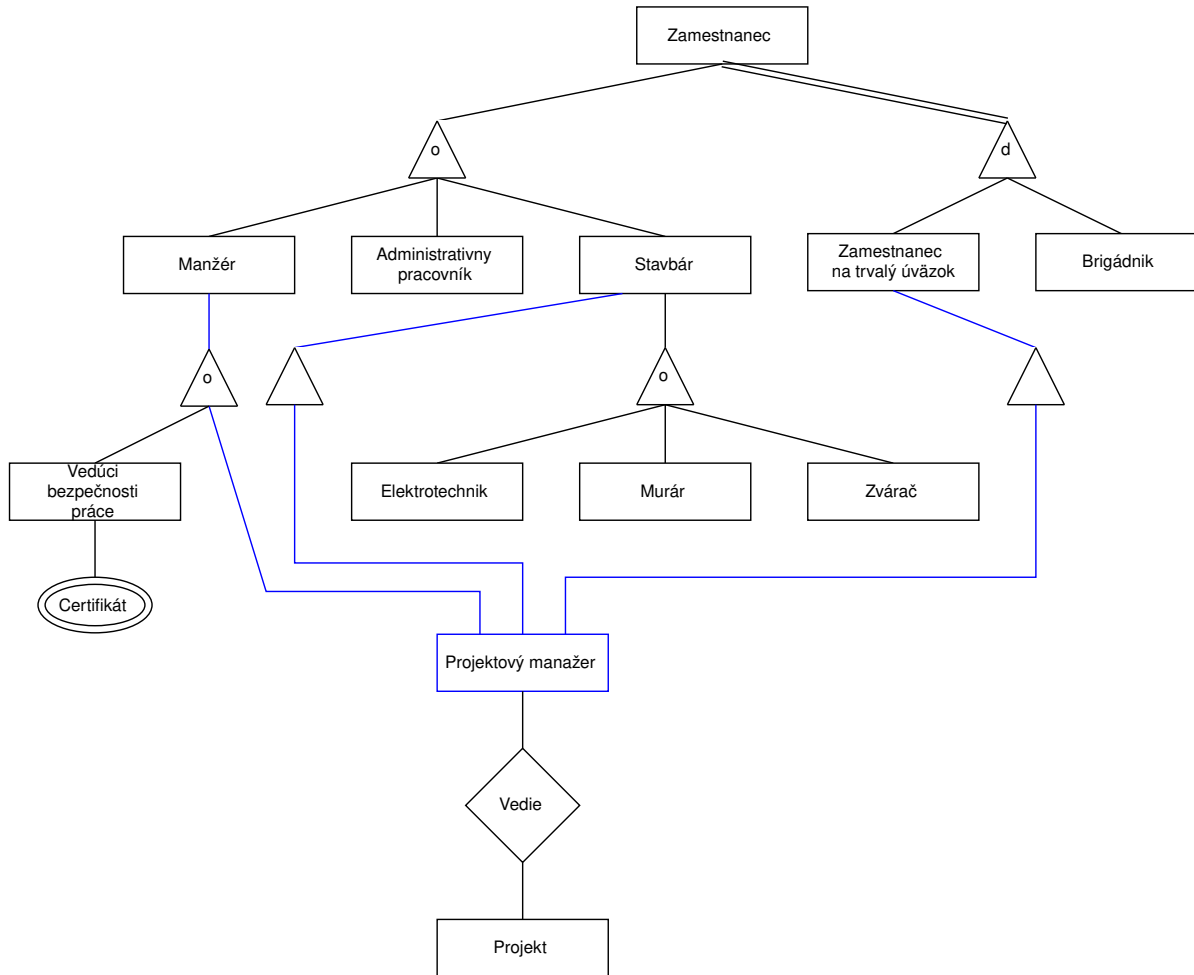 Zamestnanec
o
d
Manžér
Administrativny
pracovník
Stavbár
Zamestnanec
na trvalý úväzok
Brigádnik
o
o
Vedúci
bezpečnosti
práce
Elektrotechnik
Murár
Zvárač
Certifikát
Projektový manažer
Vedie
Projekt